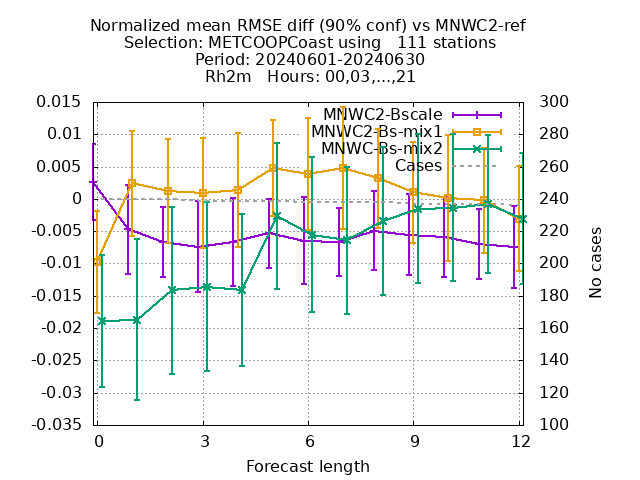 Normalized mean RMSE diff (90% conf) vs MNWC2-ref
Selection: METCOOPCoast using   111 stations
Period: 20240601-20240630
Rh2m   Hours: 00,03,...,21
MNWC2-Bscale
MNWC2-Bs-mix1
MNWC-Bs-mix2
Cases
0.015
0.01
0.005
0
-0.005
-0.01
-0.015
-0.02
-0.025
-0.03
-0.035
300
280
260
240
220
200
180
160
140
120
100
No cases
0 3 6 9 12
Forecast length